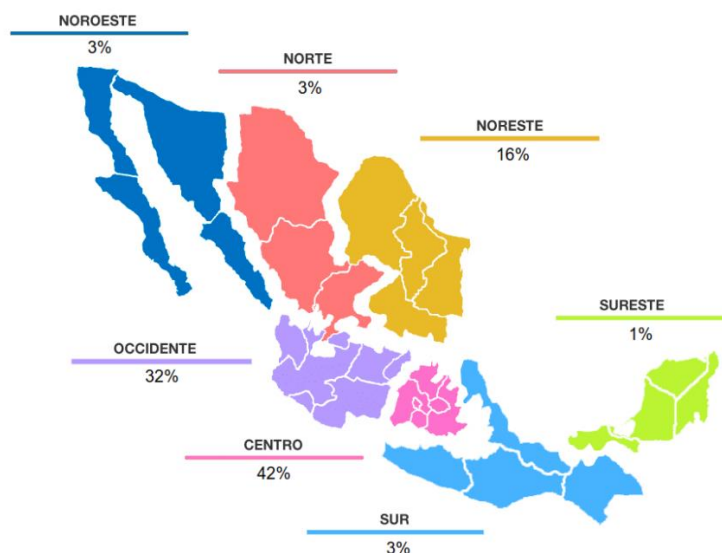 NOROESTE
3%
NORTE
3%
NORESTE
16%
SURESTE
1%
OCCIDENTE
32%
CENTRO
42%
SUR
3%